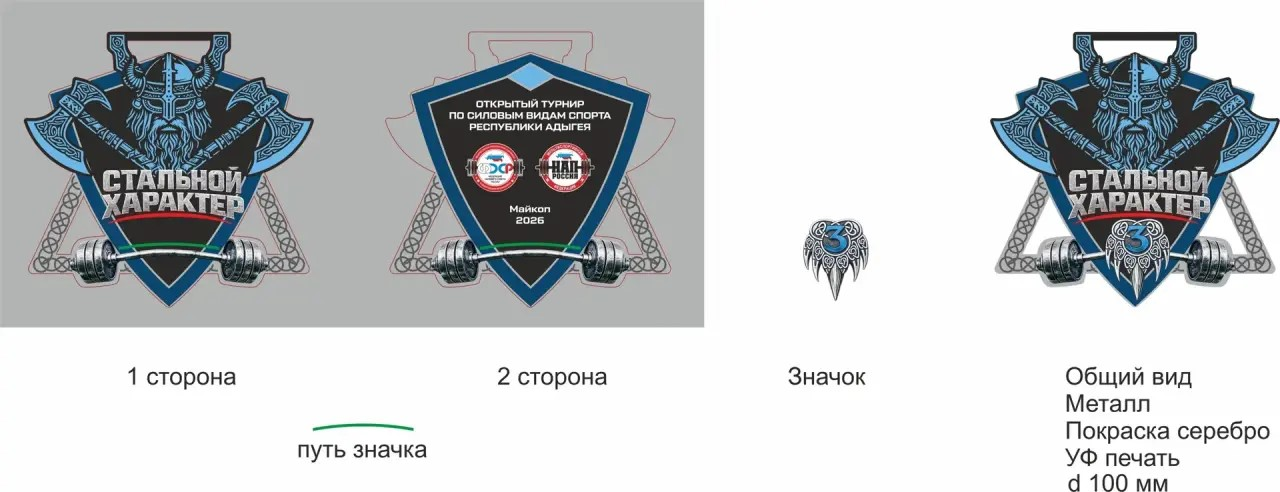 СТАЛЬНОЙ
ХАРАКТЕР
1 сторона
ОТКРЫТЫЙ ТУРНИР
ПО СИЛОВЫМ ВИДАМ СПОРТА
РЕСПУБЛИКИ АДЫГЕЯ
НАП
РОССИЯ
Майкоп
2026
2 сторона
путь значка
3
Значок
СТАЛЬНОЙ
ХАРАКТЕР
3
Общий вид
Металл
Покраска серебро
УФ печать
d 100 мм